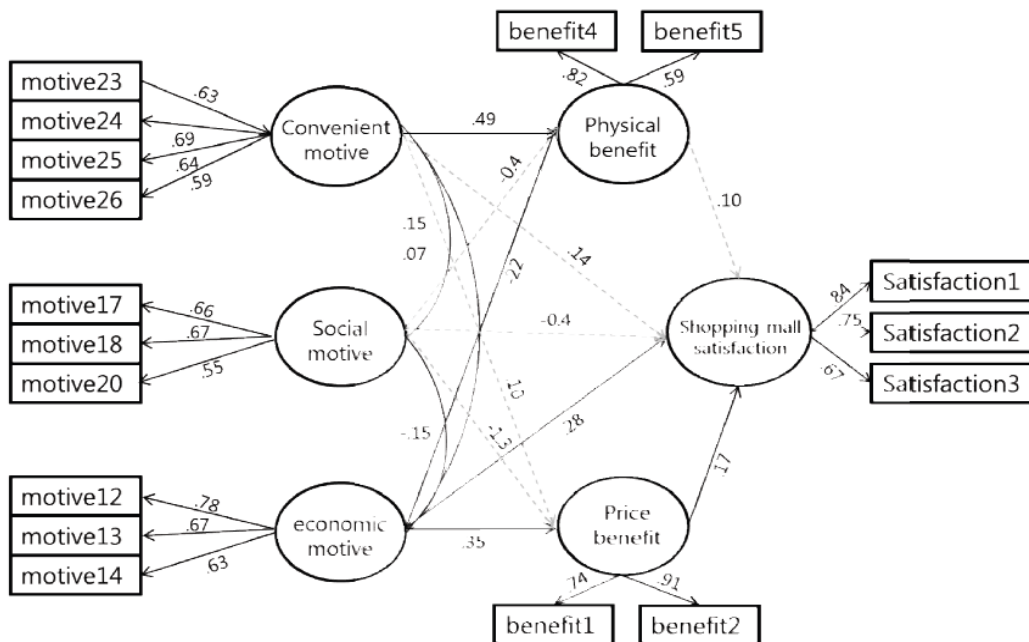 benefit4
benefit5
.82
.59
motive23
motive24
motive25
motive26
.63
.69
.64
.59
Convenient
motive
.49
Physical
benefit
-0.4
.10
.15
.07
.14
-.22
motive17
motive18
motive20
.66
.67
.55
Social
motive
-0.4
Shopping mall
satisfaction
.84
.75
.67
Satisfaction1
Satisfaction2
Satisfaction3
.10
-.15
-1.3
.28
.17
motive12
motive13
motive14
.78
.67
.63
economic
motive
.35
Price
benefit
.74
.91
benefit1
benefit2